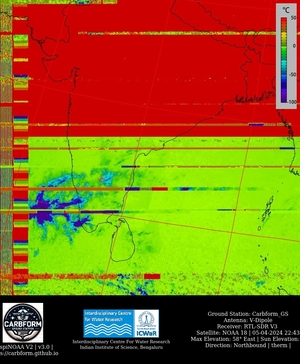 °C
30
-100
CARBFORM
Interdisciplinary Centre
for Water Research
ICWaR
Interdisciplinary Centre For Water Research
Indian Institute of Science, Bengaluru
spiNOAA V2 | v3.0 |
s://carbform.github.io
Ground Station: Carbform_GS
Antenna: V-Dipole
Receiver: RTL-SDR V3
Satellite: NOAA 18 | 05-04-2024 22:43
Max Elevation: 58° East | Sun Elevation:
Direction: Northbound | therm |